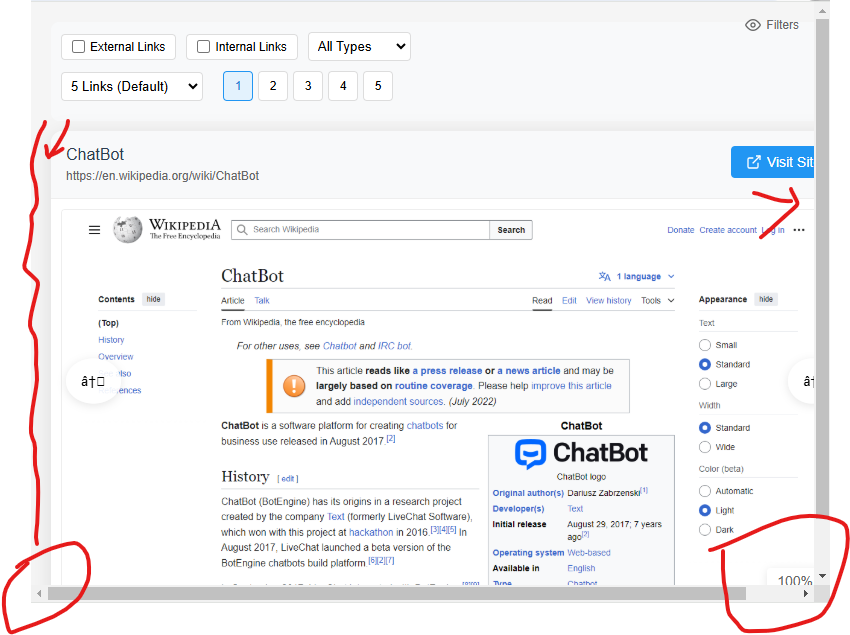 Filters
External Links Internal Links All Types
5 Links (Default) 1 2 3 4 5
ChatBot
https://en.wikipedia.org/wiki/ChatBot
Visit Sit
WIKIPEDIA
The Free Encyclopedia
Search Wikipedia Search
Donate Create account Log in
ChatBot
1 language
Contents hide
Article Talk
Read Edit View history Tools
Appearance hide
(Top)
History
Overview
ences
From Wikipedia, the free encyclopedia
For other uses, see Chatbot and IRC bot.
This article reads like a press release or a news article and may be
largely based on routine coverage. Please help improve this article
and add independent sources. (July 2022)
â†
ChatBot is a software platform for creating chatbots for
business use released in August 2017.[2]
History [ edit ]
ChatBot (BotEngine) has its origins in a research project
created by the company Text (formerly LiveChat Software),
which won with this project at hackathon in 2016.[3][4][5] In
August 2017, LiveChat launched a beta version of the
BotEngine chatbots build platform.[6][2][7]
ChatBot
ChatBot
ChatBot logo
Original author(s) Dariusz Zabrzenski[1]
Developer(s) Text
Initial release August 29, 2017; 7 years
ago[2]
Operating system Web-based
Available in English
Type Chatbot
Text
Small
Standard
Large
Width
Standard
Wide
Color (beta)
Automatic
Light
Dark
â†
100%